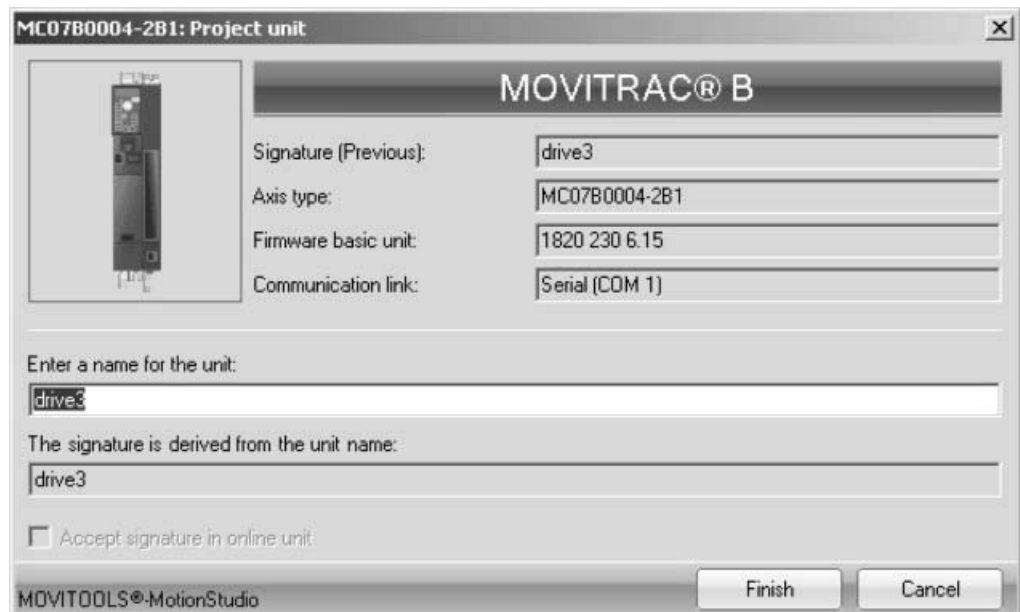 MC07B0004-2B1: Project unit
MOVITRAC® B
Signature (Previous): drive3
Axis type: MC07B0004-2B1
Firmware basic unit: 1820 230 6.15
Communication link: Serial (COM 1)
Enter a name for the unit:
drive3
The signature is derived from the unit name:
drive3
Accept signature in online unit
MOVITOOLS®-MotionStudio Finish Cancel